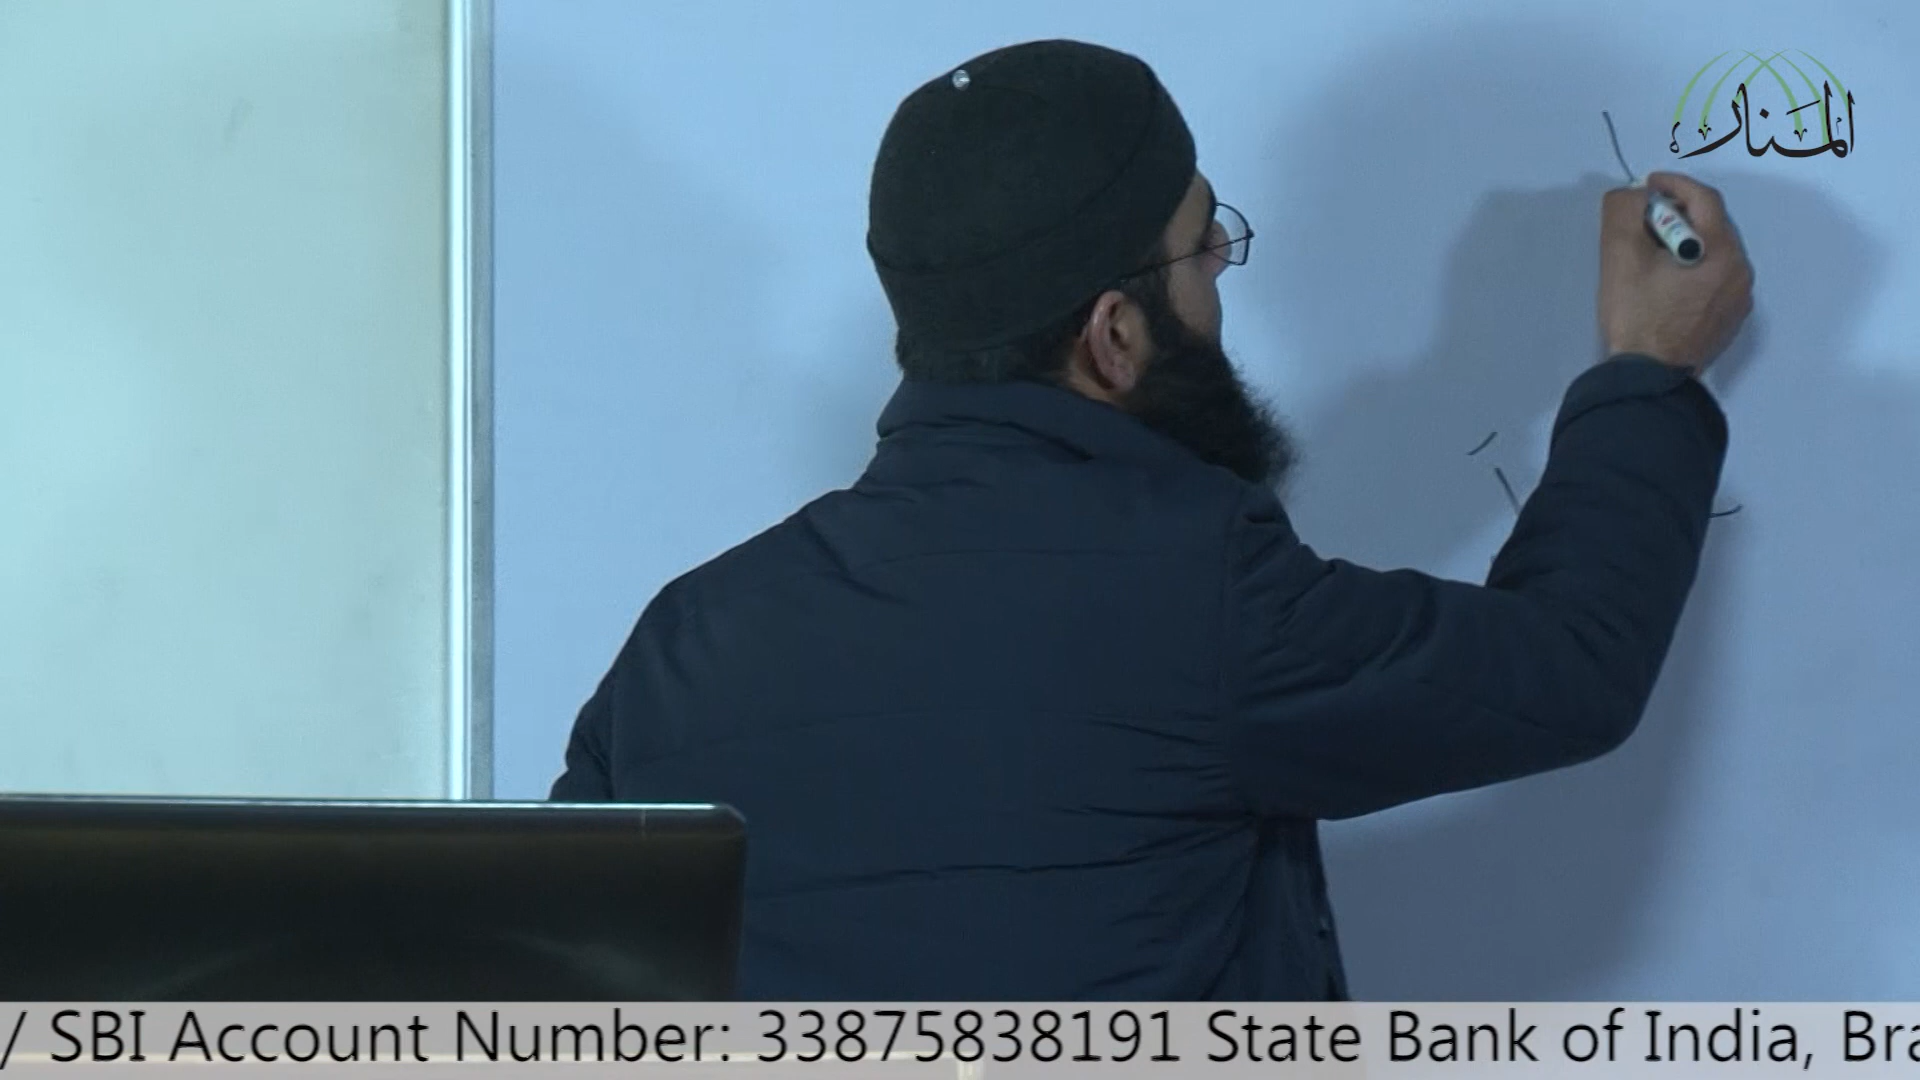 المنار
/ SBI Account Number: 33875838191 State Bank of India, Bra